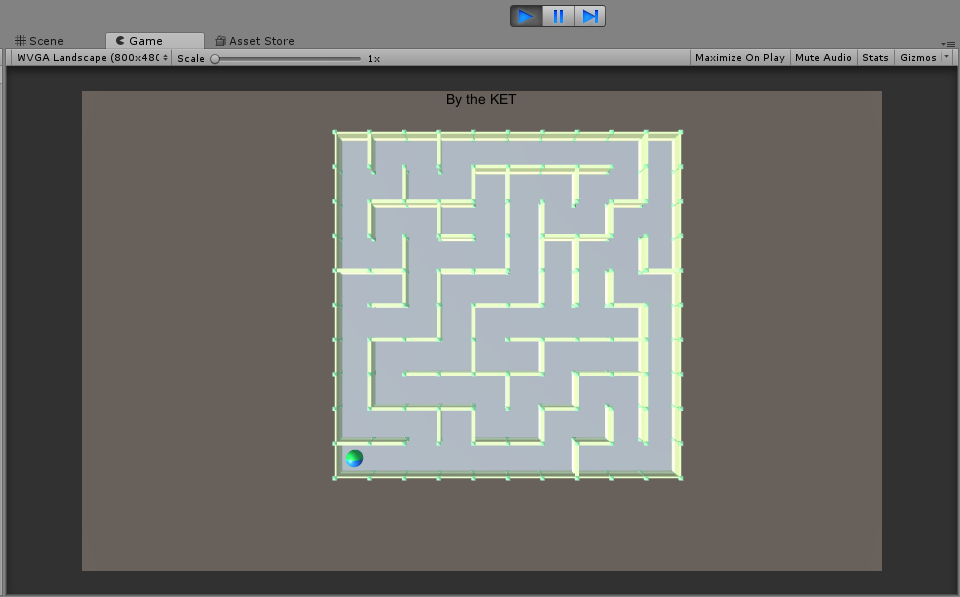 Scene
Game
Asset Store
WVGA Landscape (800x480
Scale
1x
Maximize On Play
Mute Audio
Stats
Gizmos
By the KET